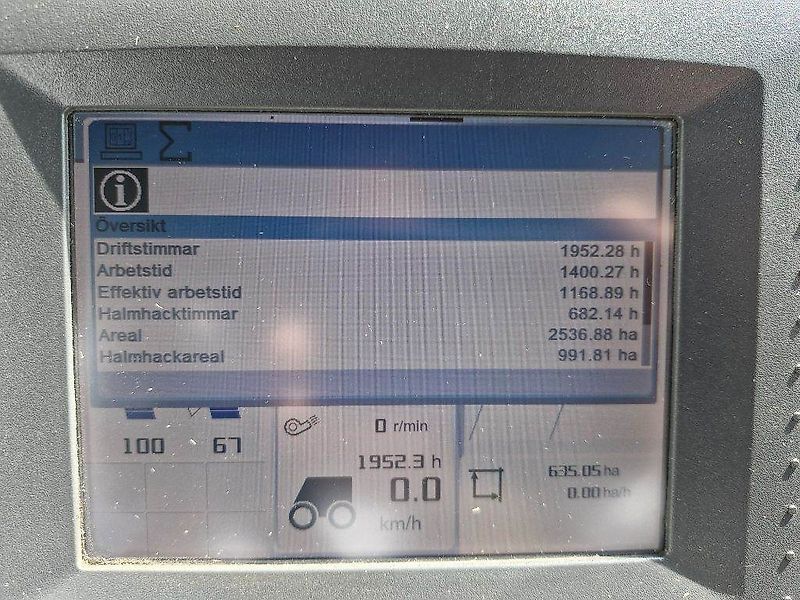 Översikt
Driftstimmar 1952.28 h
Arbetstid 1400.27 h
Effektiv arbetstid 1168.89 h
Halmhacktimmar 682.14 h
Areal 2536.88 ha
Halmhackareal 991.81 ha
0 r/min
100 67
1952.3 h
635.05 ha
0.0
0.00 ha/h
km/h